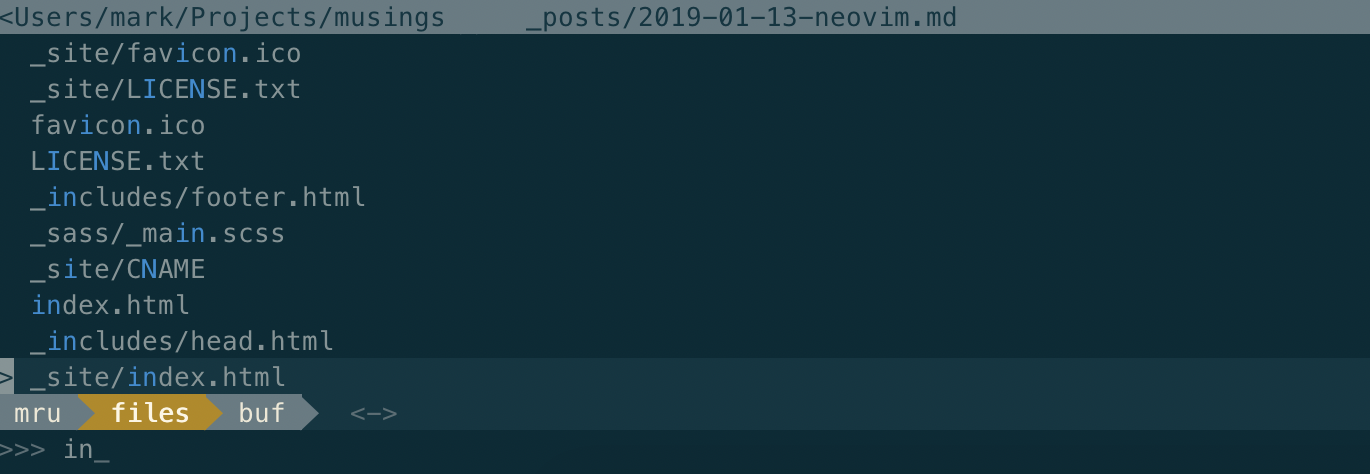 <Users/mark/Projects/musings _posts/2019-01-13-neovim.md
_site/favicon.ico
_site/LICENSE.txt
favicon.ico
LICENSE.txt
_includes/footer.html
_sass/_main.scss
_site/CNAME
index.html
_includes/head.html
> _site/index.html
mru files buf <->
>>> in_